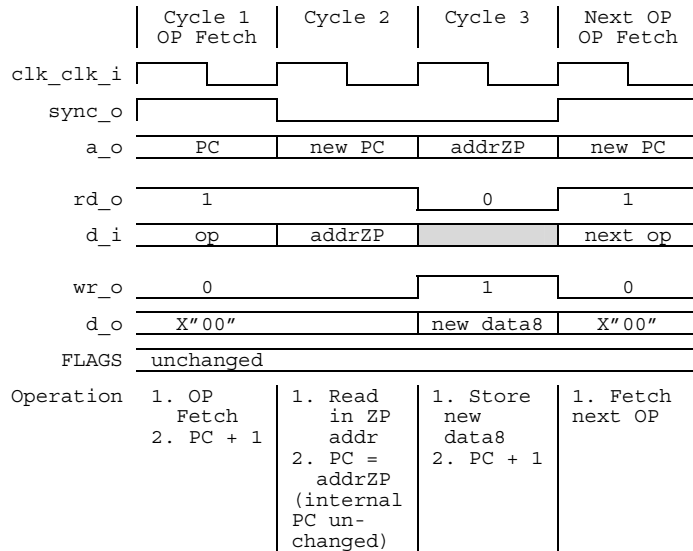 Cycle 1 Cycle 2 Cycle 3 Next OP
OP Fetch OP Fetch
clk_clk_i
sync_o
a_o PC new PC addrZP new PC
rd_o 1 0 1
d_i op addrZP next op
wr_o 0 1 0
d_o X"00" new data8 X"00"
FLAGS unchanged
Operation 1. OP 1. Read 1. Store 1. Fetch
Fetch in ZP new next OP
2. PC + 1 addr data8
2. PC = 2. PC + 1
addrZP
(internal
PC un-
changed)